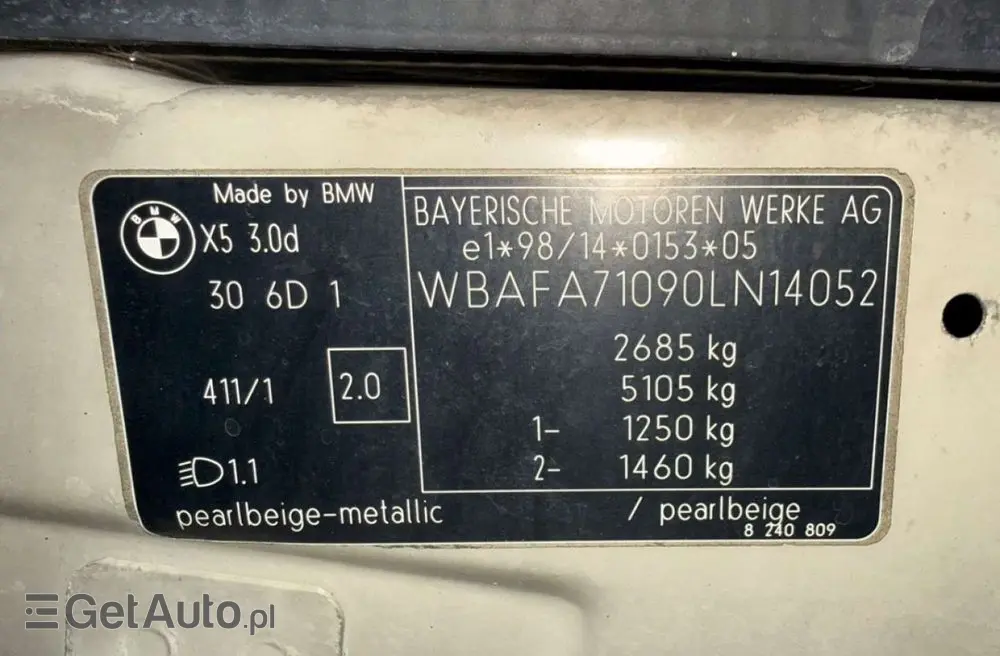 Made by BMW
BMW
X5 3.0d
30 6D 1
411/1
2.0
1.1
pearlbeige-metallic
BAYERISCHE MOTOREN WERKE AG
e1*98/14*0153*05
WBAFA71090LN14052
2685 kg
5105 kg
1- 1250 kg
2- 1460 kg
/ pearlbeige
8 240 809
GetAuto.pl